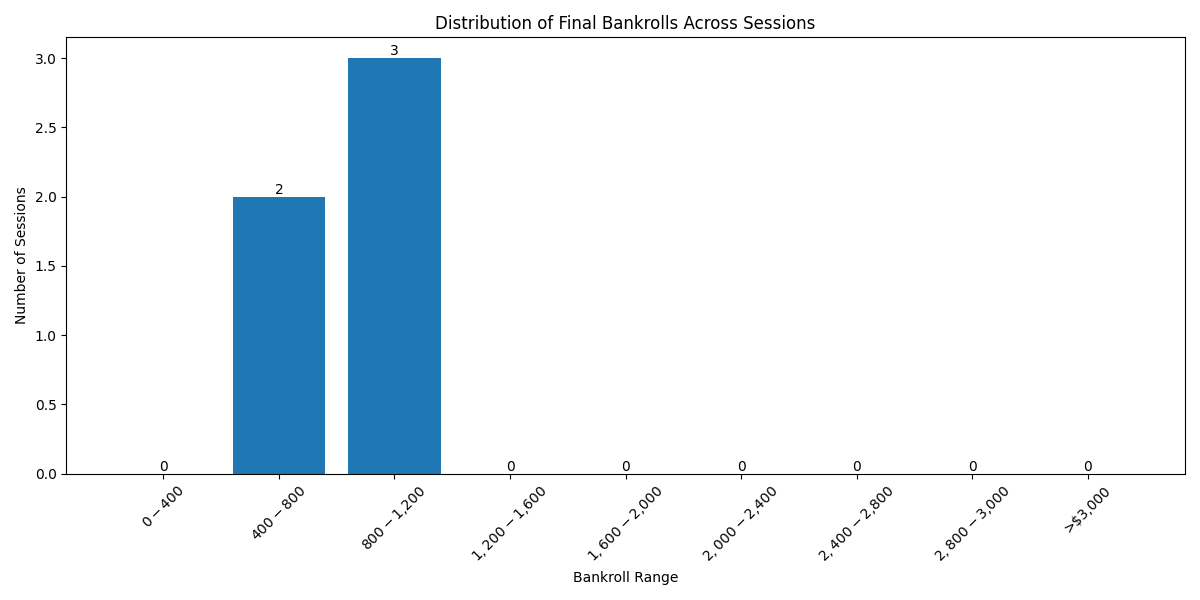 Distribution of Final Bankrolls Across Sessions
3
2
0
0
0
0
0
0
0
3.0
2.5
2.0
1.5
1.0
0.5
0.0
Number of Sessions
0 − 400
400 − 800
800 − 1,200
1,200 − 1,600
1,600 − 2,000
2,000 − 2,400
2,400 − 2,800
2,800 − 3,000
>$3,000
Bankroll Range